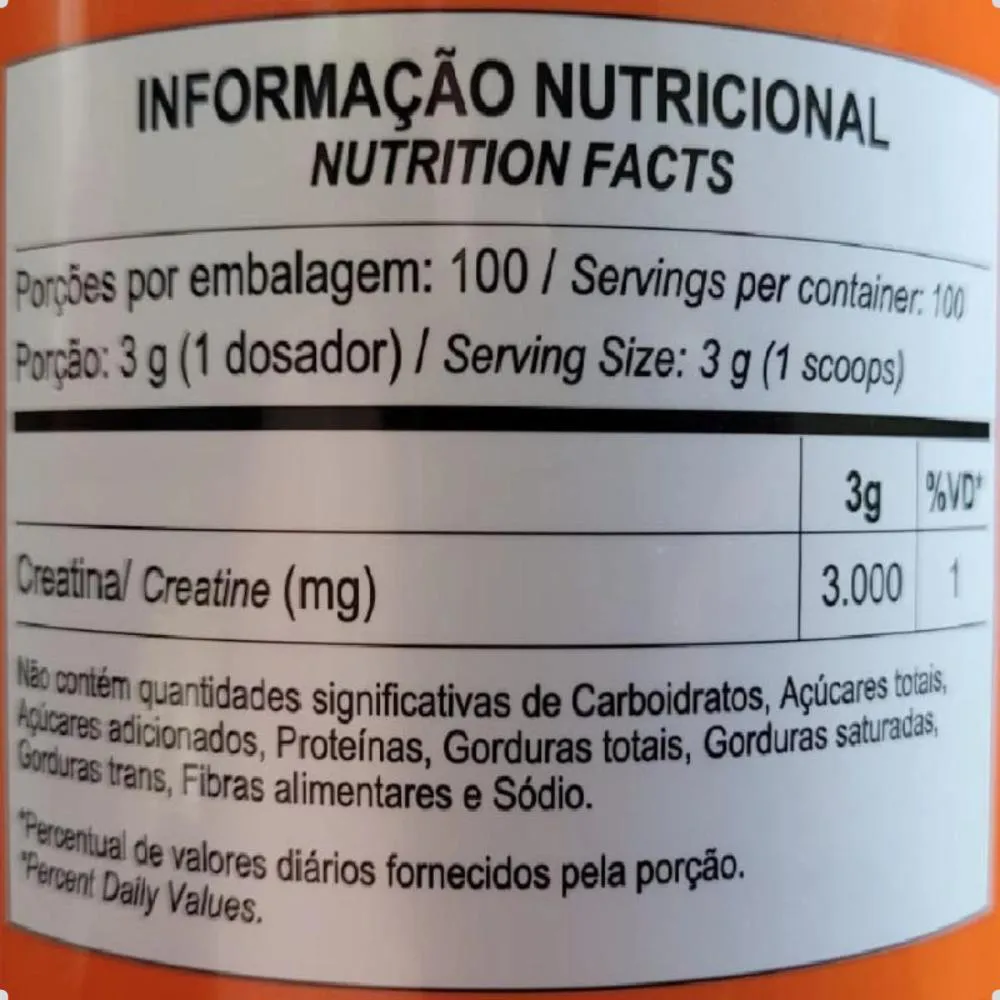 INFORMAÇÃO NUTRICIONAL
NUTRITION FACTS
Porções por embalagem: 100 / Servings per container: 100
Porção: 3 g (1 dosador) / Serving Size: 3 g (1 scoops)
3g %VD*
Creatina/ Creatine (mg) 3.000 1
Não contém quantidades significativas de Carboidratos, Açúcares totais,
Açúcares adicionados, Proteínas, Gorduras totais, Gorduras saturadas,
Gorduras trans, Fibras alimentares e Sódio.
*Percentual de valores diários fornecidos pela porção.
*Percent Daily Values.